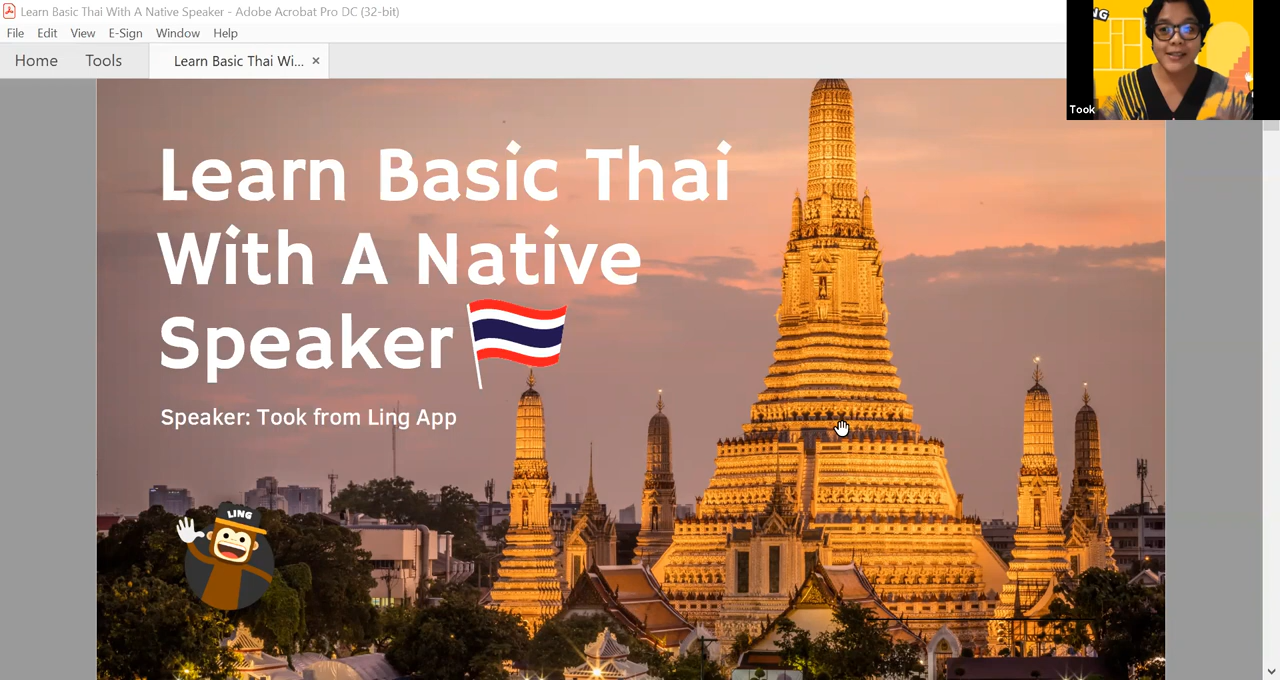 Learn Basic Thai With A Native Speaker - Adobe Acrobat Pro DC (32-bit)
File Edit View E-Sign Window Help
Home Tools Learn Basic Thai Wi... ×
NG
Took
Learn Basic Thai
With A Native
Speaker
Speaker: Took from Ling App
LING